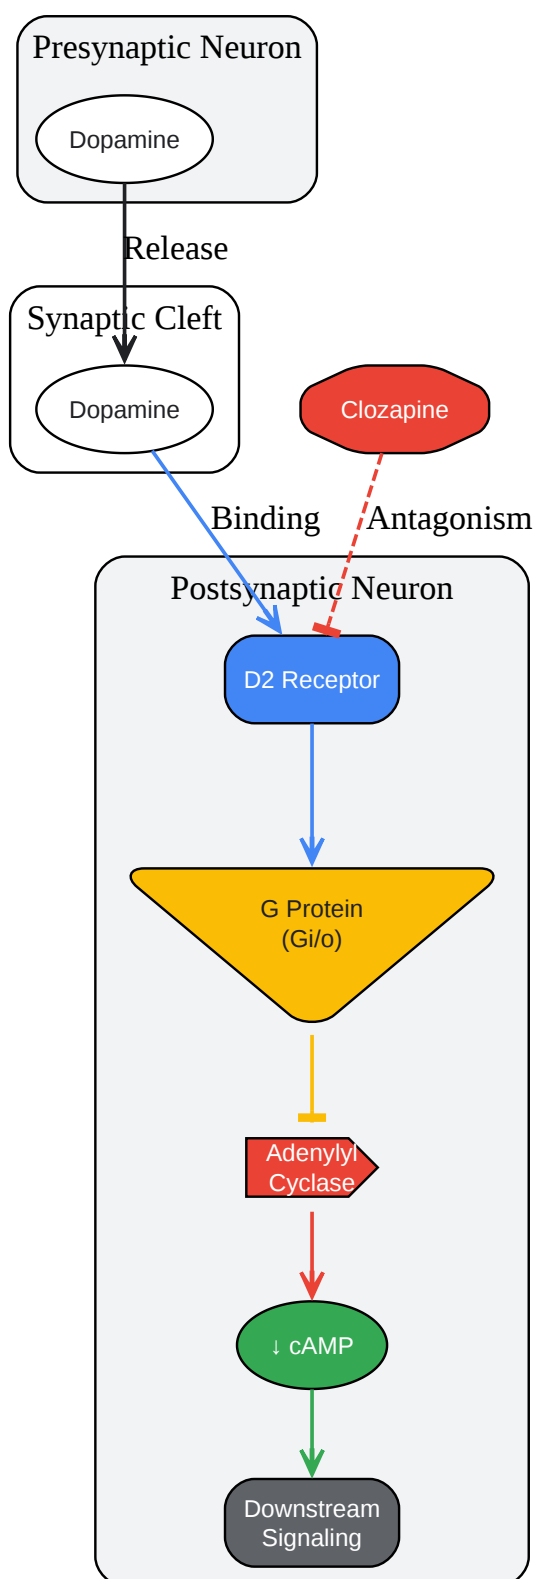 Presynaptic Neuron
Dopamine
Release
Synaptic Cleft
Dopamine
Clozapine
Binding
Antagonism
Postsynaptic Neuron
D2 Receptor
G Protein
(Gi/o)
Adenylyl
Cyclase
↓ cAMP
Downstream
Signaling